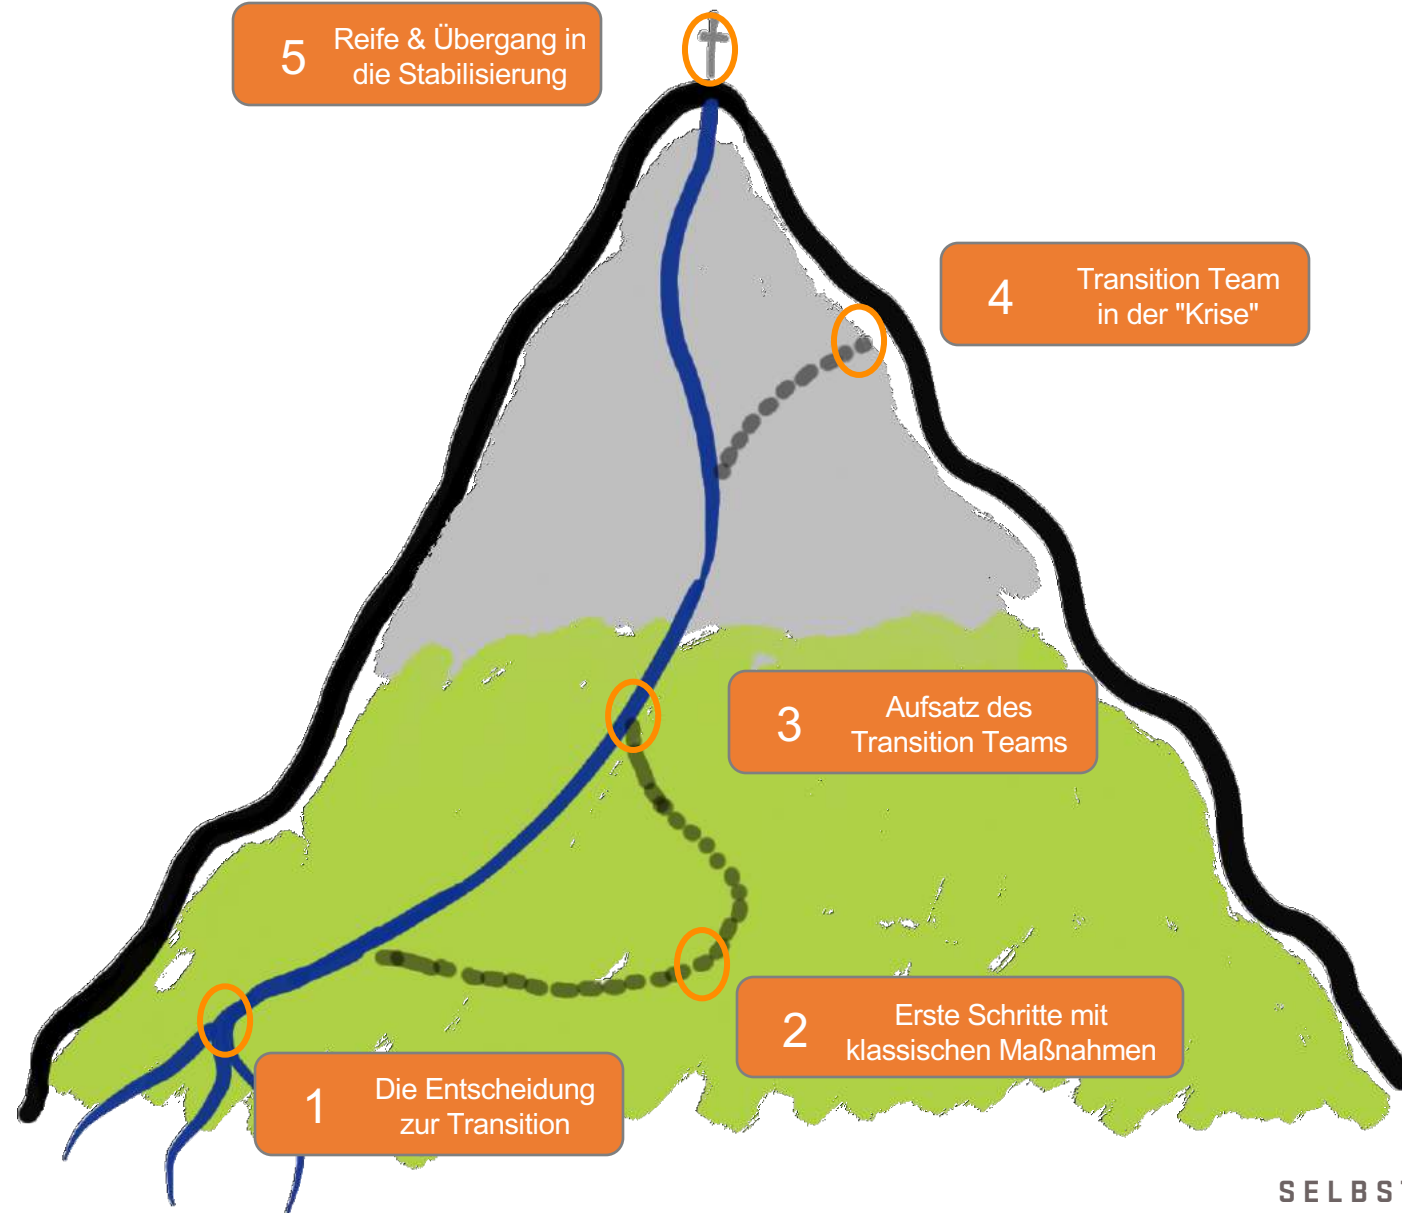 5
Reife & Übergang in
die Stabilisierung
4
Transition Team
in der "Krise"
3
Aufsatz des
Transition Teams
2
Erste Schritte mit
klassischen Maßnahmen
1
Die Entscheidung
zur Transition
SELBST